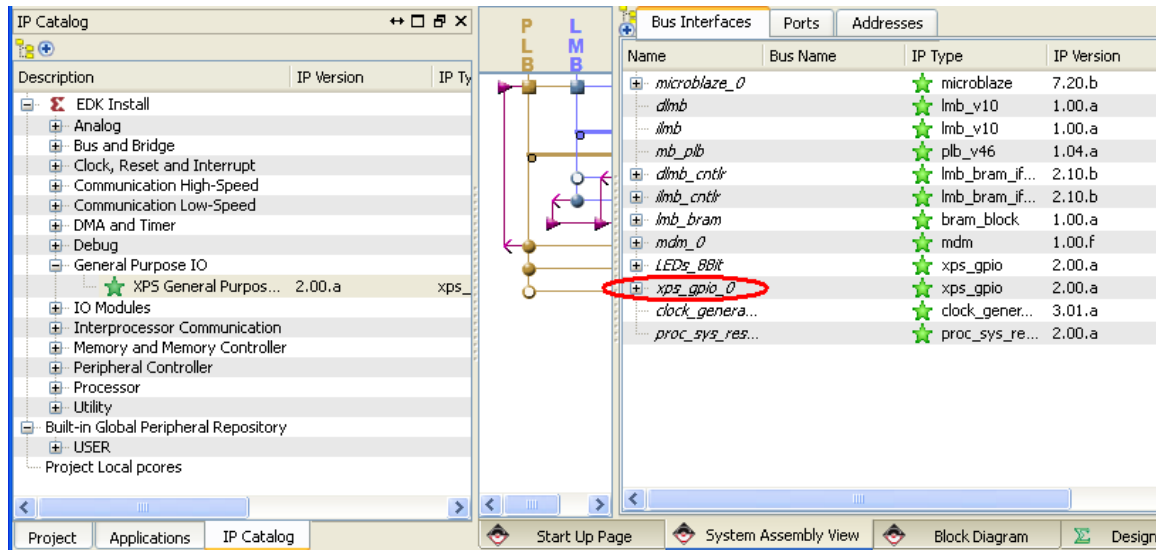 IP Catalog
Description IP Version IP Ty
EDK Install
Analog
Bus and Bridge
Clock, Reset and Interrupt
Communication High-Speed
Communication Low-Speed
DMA and Timer
Debug
General Purpose IO
XPS General Purpos... 2.00.a xps_
IO Modules
Interprocessor Communication
Memory and Memory Controller
Peripheral Controller
Processor
Utility
Built-in Global Peripheral Repository
USER
Project Local pcores
Project Applications IP Catalog
PLB LMB
Bus Interfaces Ports Addresses
Name Bus Name IP Type IP Version
microblaze_0 microblaze 7.20.b
dlmb lmb_v10 1.00.a
ilmb lmb_v10 1.00.a
mb_plb plb_v46 1.04.a
dlmb_cntlr lmb_bram_if... 2.10.b
ilmb_cntlr lmb_bram_if... 2.10.b
lmb_bram bram_block 1.00.a
mdm_0 mdm 1.00.f
LEDs_8Bit xps_gpio 2.00.a
xps_gpio_0 xps_gpio 2.00.a
clock_genera... clock_gener... 3.01.a
proc_sys_res... proc_sys_re... 2.00.a
Start Up Page System Assembly View Block Diagram Design